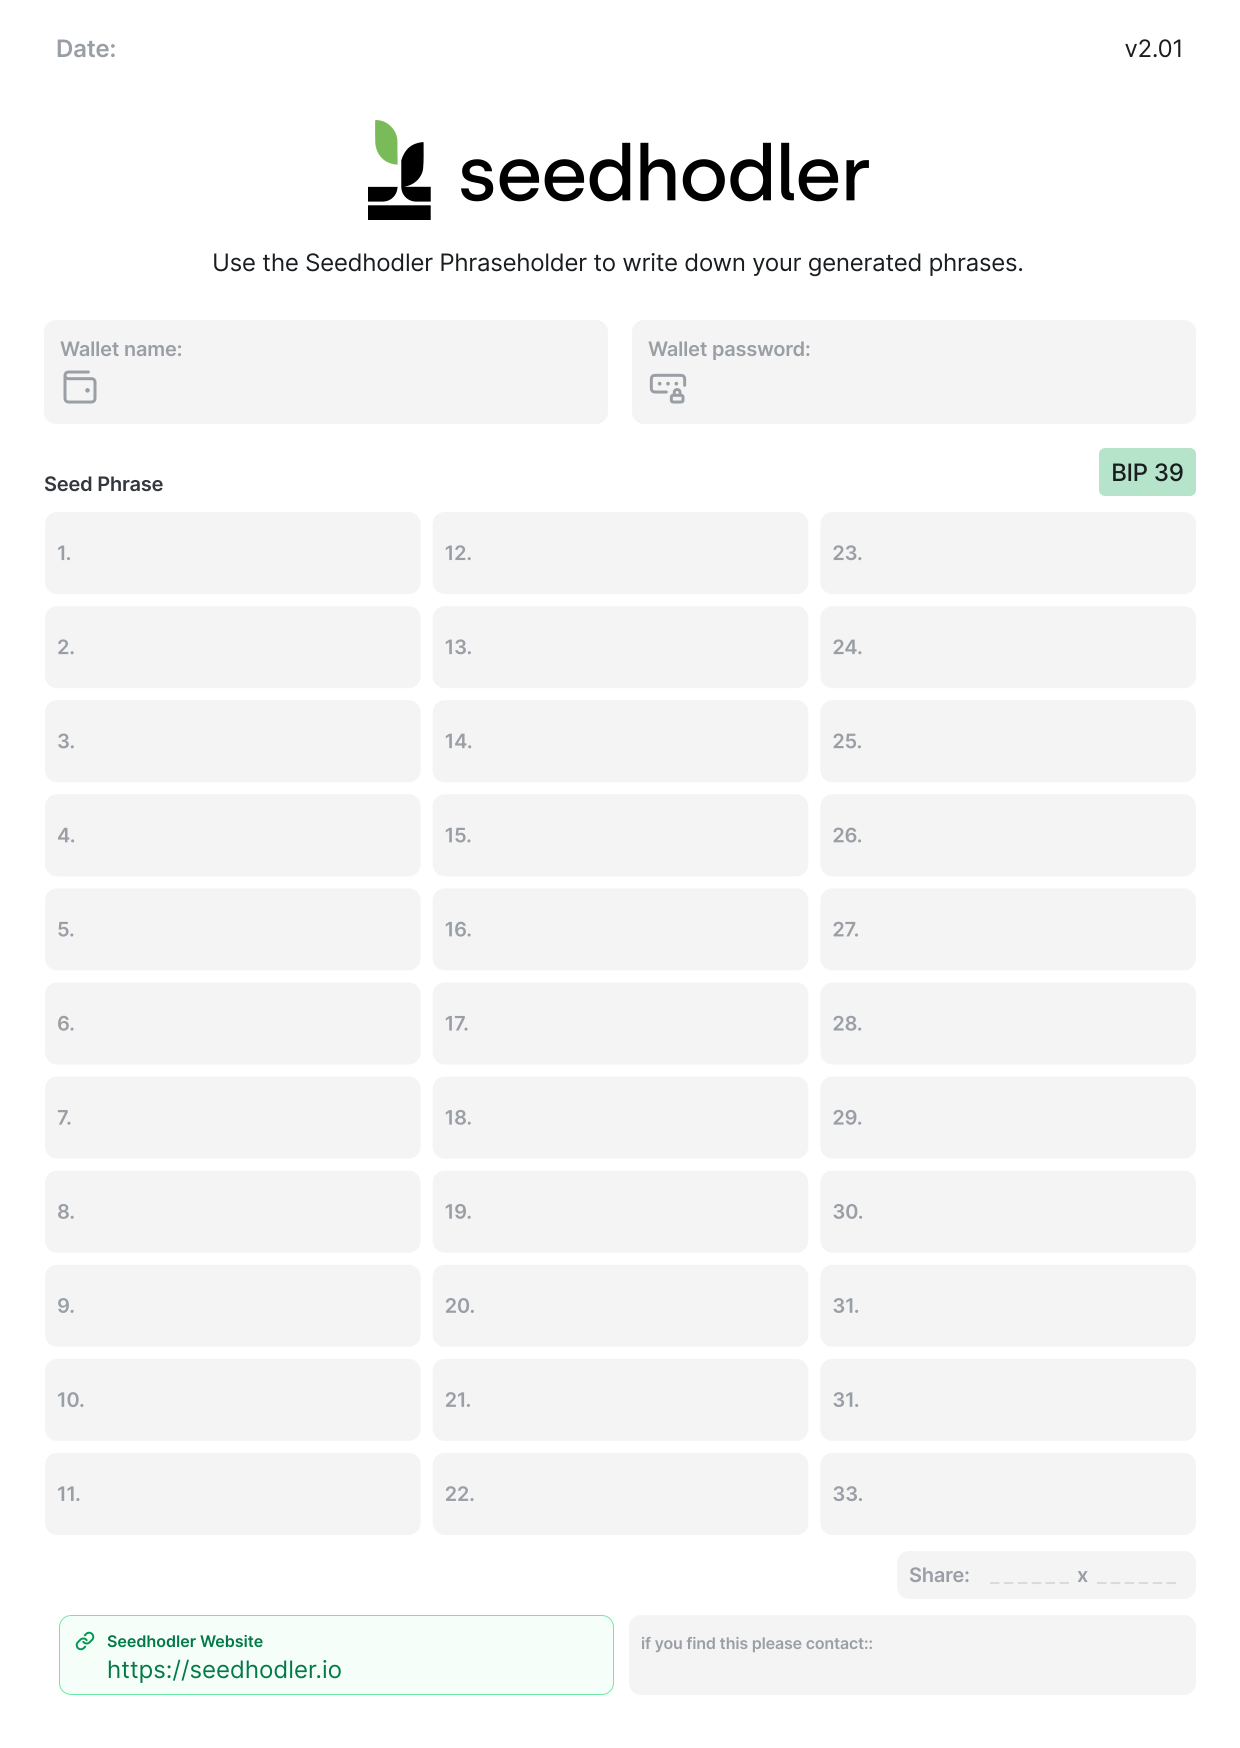 Date:
v2.01
seedhodler
Use the Seedhodler Phraseholder to write down your generated phrases.
Wallet name:
Wallet password:
Seed Phrase
BIP 39
1.
2.
3.
4.
5.
6.
7.
8.
9.
10.
11.
12.
13.
14.
15.
16.
17.
18.
19.
20.
21.
22.
23.
24.
25.
26.
27.
28.
29.
30.
31.
31.
33.
Share: ______ x ______
Seedhodler Website
https://seedhodler.io
if you find this please contact::